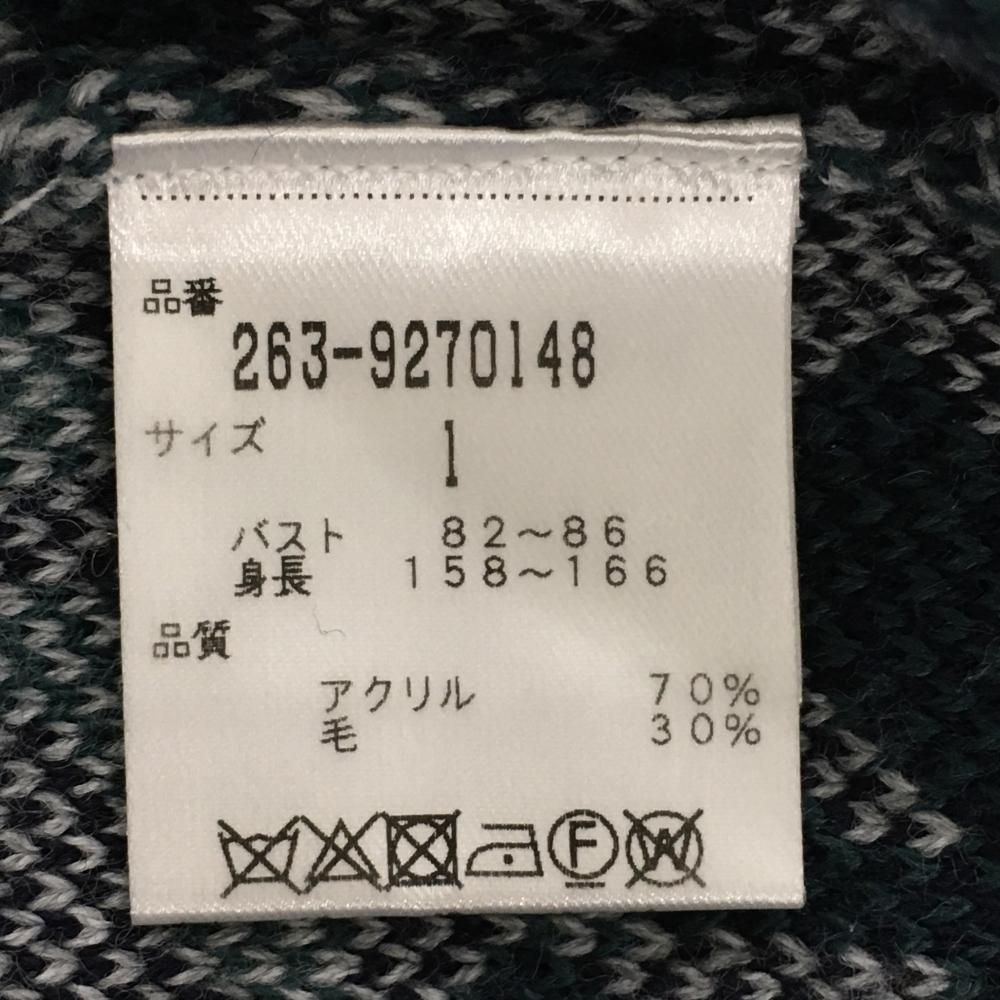 品番
263-9270148
サイズ 1
バスト 82~86
身長 158~166
品質
アクリル 70%
毛 30%
F W